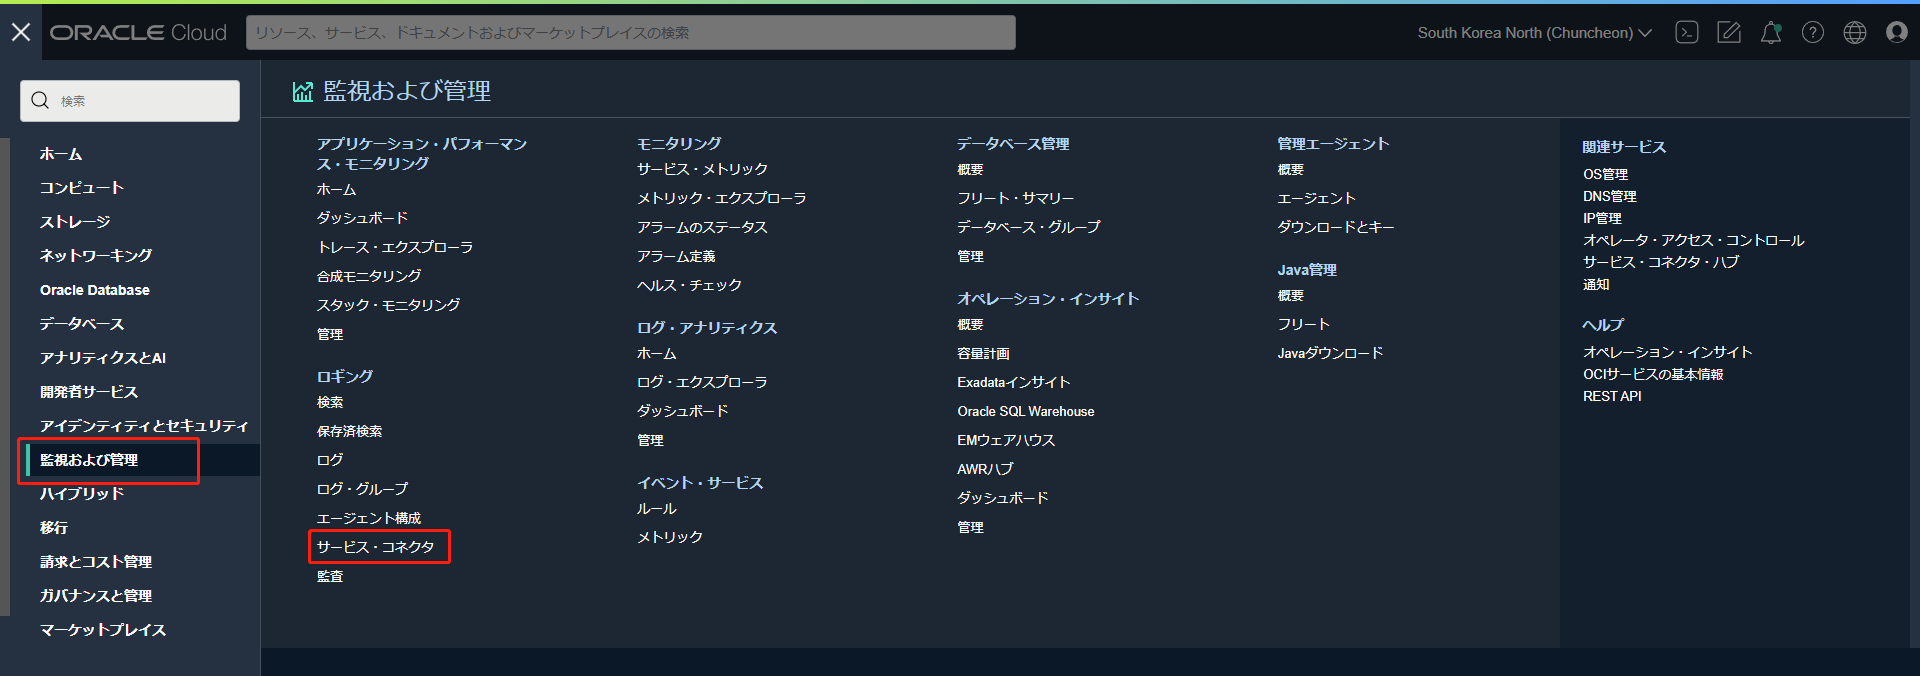 ORACLE Cloud
リソース、サービス、ドキュメントおよびマーケットプレイスの検索
South Korea North (Chuncheon)
検索
ホーム
コンピュート
ストレージ
ネットワーキング
Oracle Database
データベース
アナリティクスとAI
開発者サービス
アイデンティティとセキュリティ
監視および管理
ハイブリッド
移行
請求とコスト管理
ガバナンスと管理
マーケットプレイス
監視および管理
アプリケーション・パフォーマン
ス・モニタリング
ホーム
ダッシュボード
トレース・エクスプローラ
合成モニタリング
スタック・モニタリング
管理
ロギング
検索
保存済検索
ログ
ログ・グループ
エージェント構成
サービス・コネクタ
監査
モニタリング
サービス・メトリック
メトリック・エクスプローラ
アラームのステータス
アラーム定義
ヘルス・チェック
ログ・アナリティクス
ホーム
ログ・エクスプローラ
ダッシュボード
管理
イベント・サービス
ルール
メトリック
データベース管理
概要
フリート・サマリー
データベース・グループ
管理
オペレーション・インサイト
概要
容量計画
Exadataインサイト
Oracle SQL Warehouse
EMウェアハウス
AWRハブ
ダッシュボード
管理
管理エージェント
概要
エージェント
ダウンロードとキー
Java管理
概要
フリート
Javaダウンロード
関連サービス
OS管理
DNS管理
IP管理
オペレータ・アクセス・コントロール
サービス・コネクタ・ハブ
通知
ヘルプ
オペレーション・インサイト
OCIサービスの基本情報
REST API